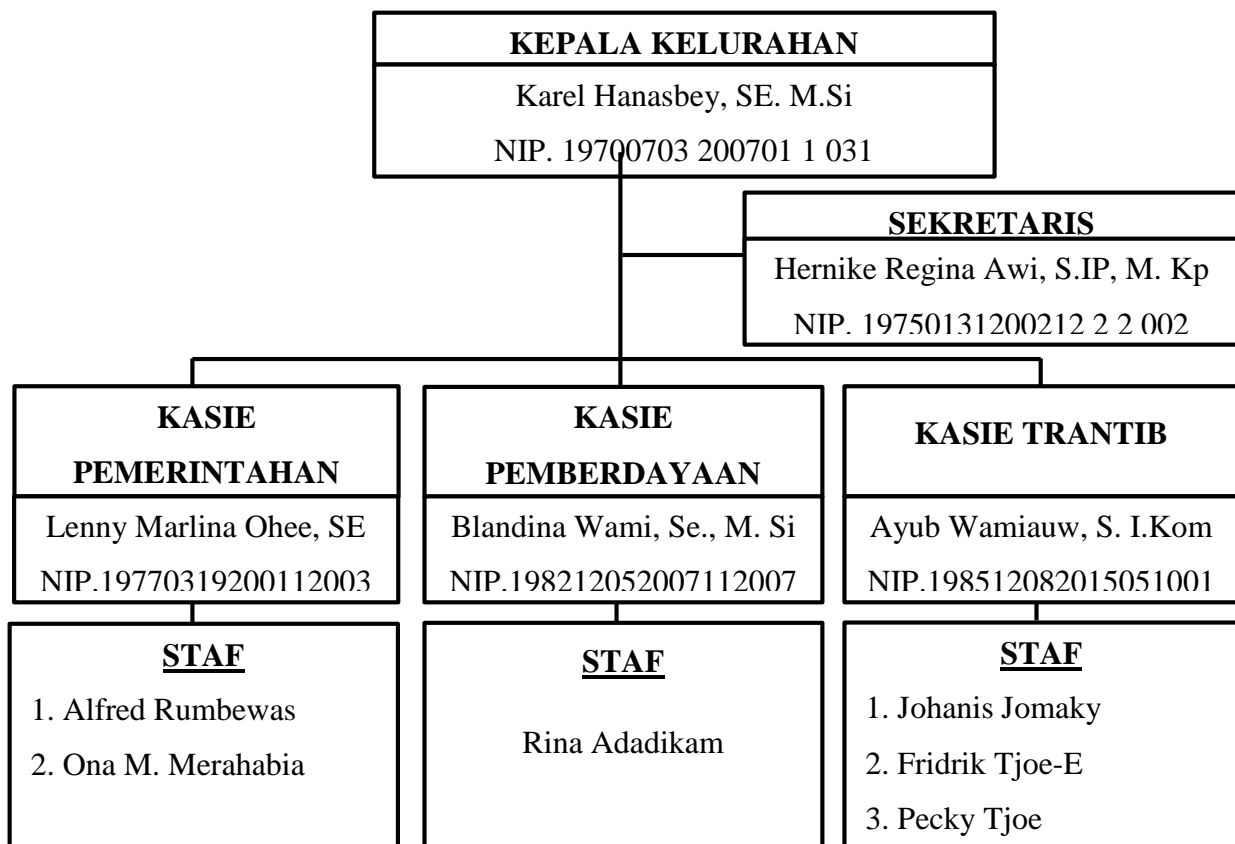 KEPALA KELURAHAN
Karel Hanasbey, SE. M.Si
NIP. 19700703 200701 1 031
SEKRETARIS
Hernike Regina Awi, S.IP, M. Kp
NIP. 19750131200212 2 2 002
KASIE
PEMERINTAHAN
Lenny Marlina Ohee, SE
NIP.19770319200112003
STAF
1. Alfred Rumbewas
2. Ona M. Merahabia
KASIE
PEMBERDAYAAN
Blandina Wami, Se., M. Si
NIP.198212052007112007
STAF
Rina Adadikam
KASIE TRANTIB
Ayub Wamiauw, S. I.Kom
NIP.198512082015051001
STAF
1. Johanis Jomaky
2. Fridrik Tjoe-E
3. Pecky Tjoe